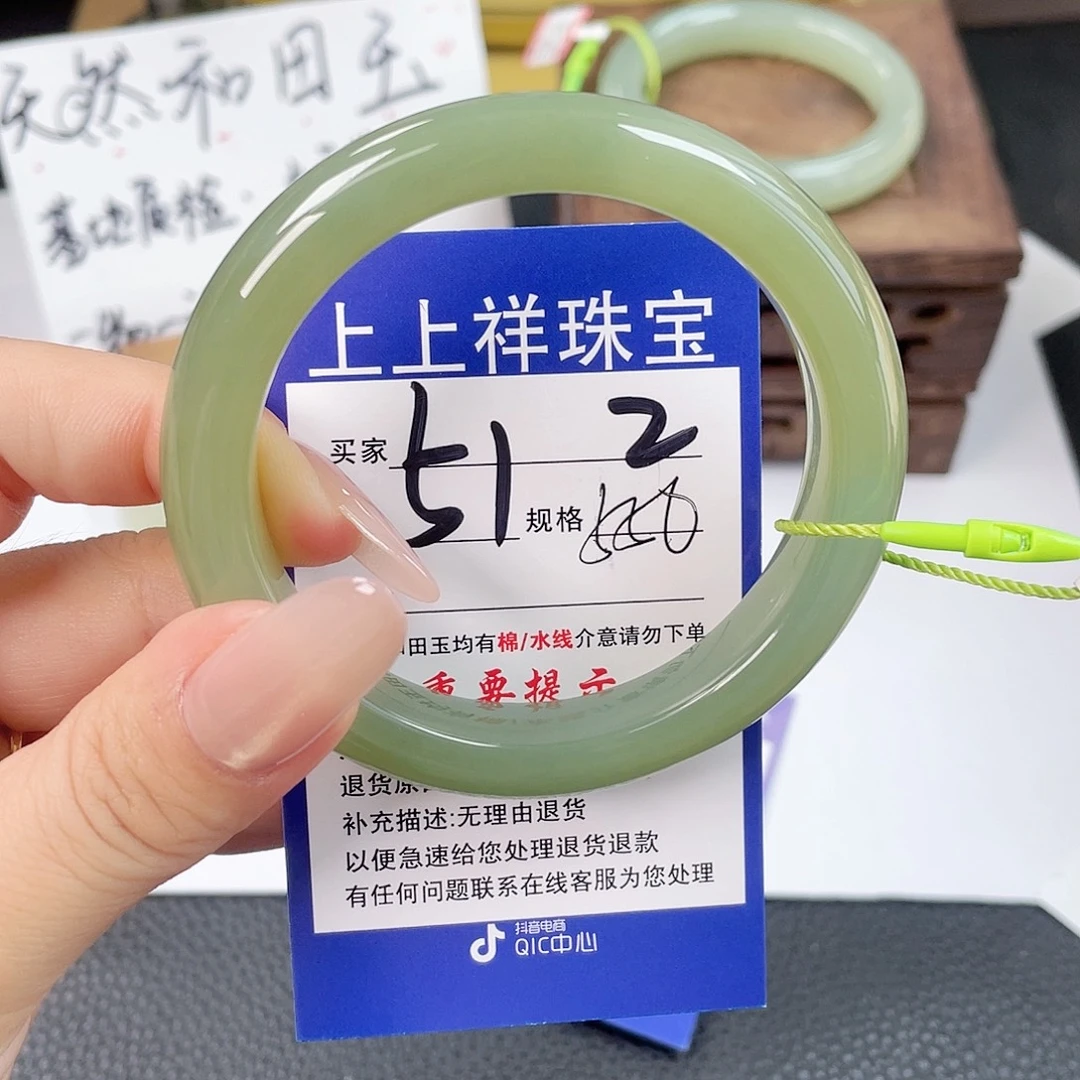 天然和田玉
基地直播
上上祥珠宝
2
买家 51 规格
田玉均有棉/水线介意请勿下单
重要提示
退货原
补充描述:无理由退货
以便急速给您处理退货退款
有任何问题联系在线客服为您处理
抖音电商
QIC中心